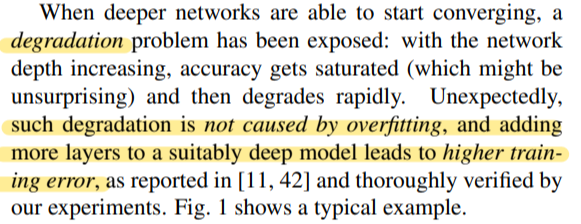 When deeper networks are able to start converging, a
degradation problem has been exposed: with the network
depth increasing, accuracy gets saturated (which might be
unsurprising) and then degrades rapidly. Unexpectedly,
such degradation is not caused by overfitting, and adding
more layers to a suitably deep model leads to higher train-
ing error, as reported in [11, 42] and thoroughly verified by
our experiments. Fig. 1 shows a typical example.